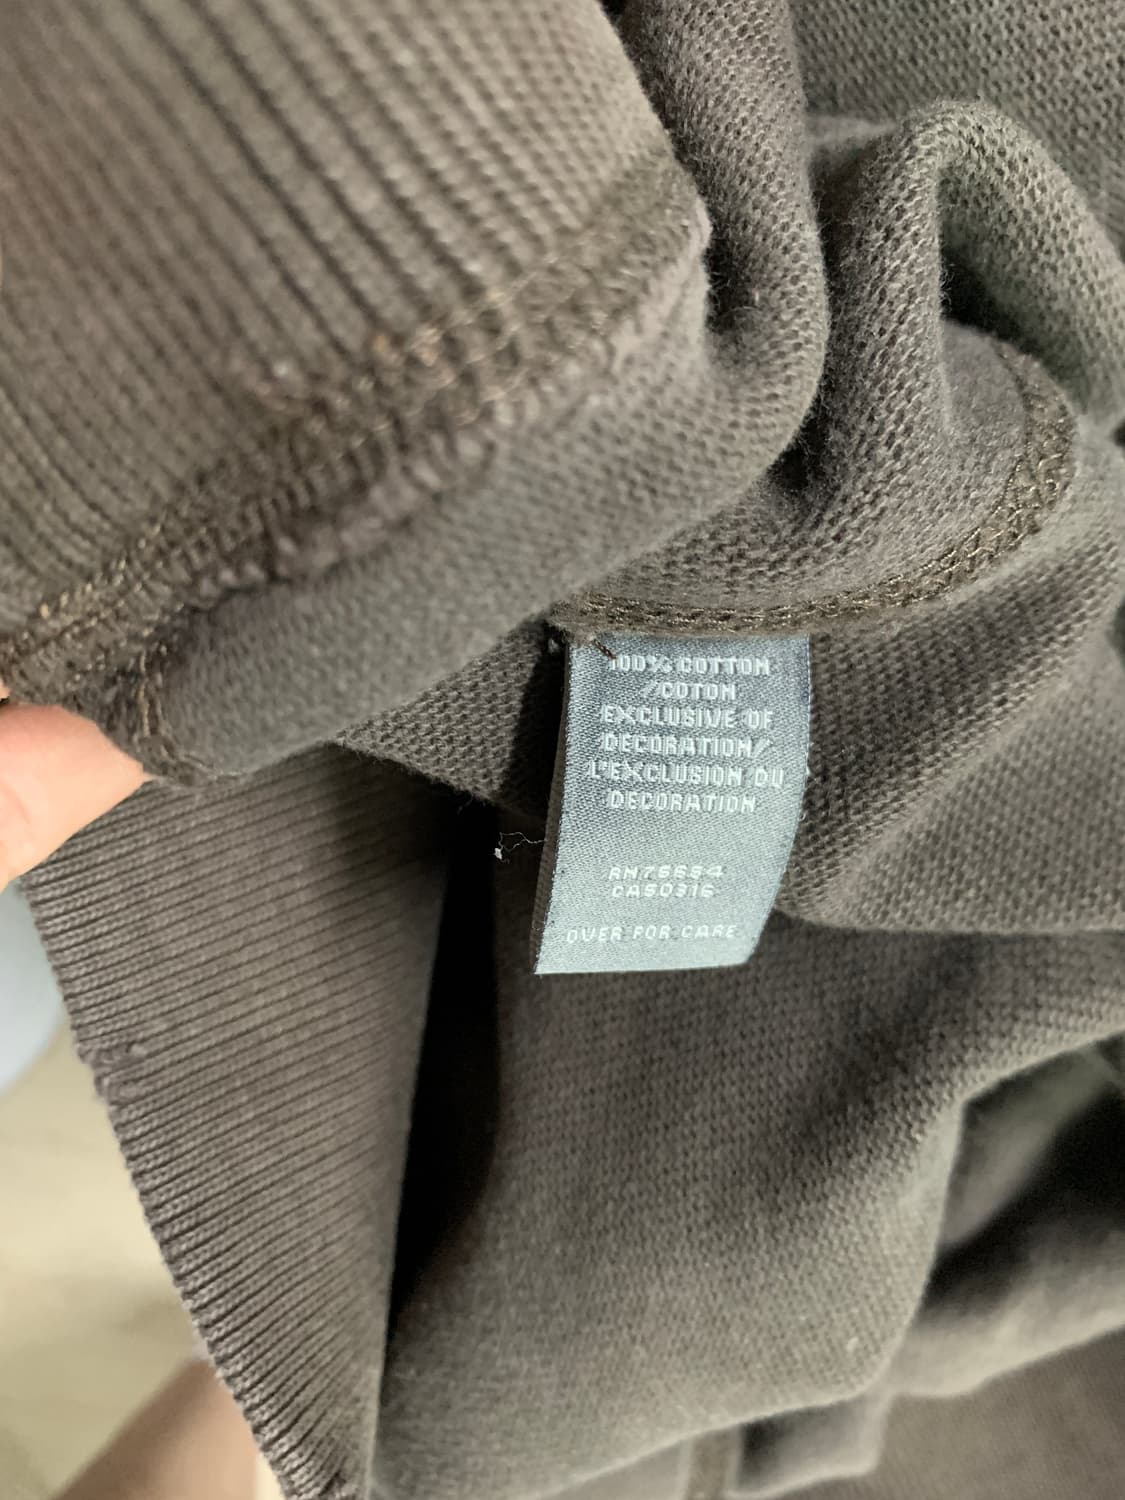 100% COTTON
/COTON
EXCLUSIVE OF
DECORATION/
L'EXCLUSION DU
DECORATION
RN76654
CA50316
OVER FOR CARE